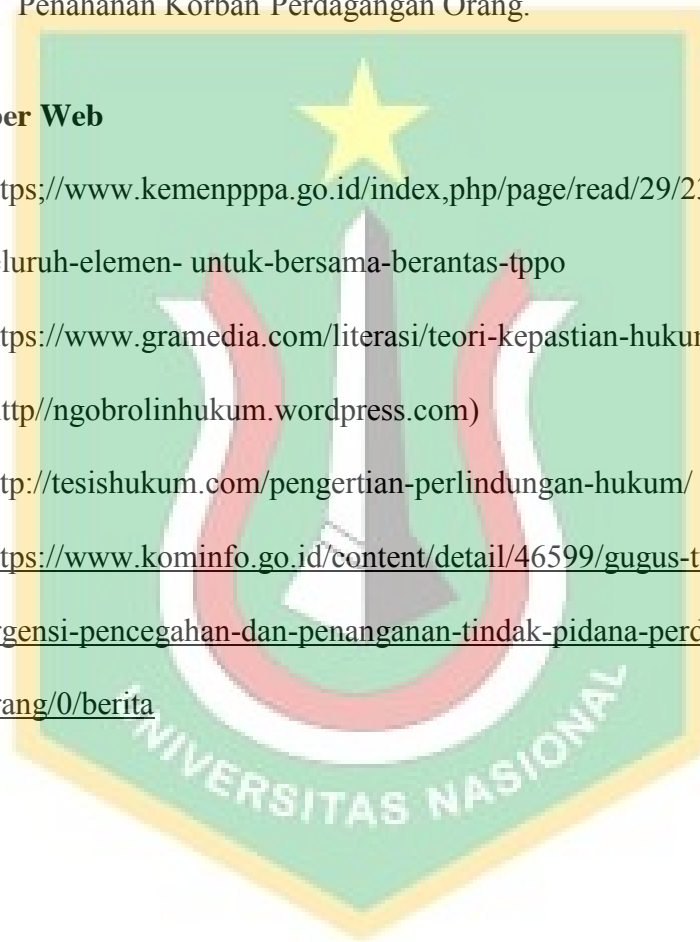 Penahanan Korban Perdagangan Orang.
Web
tps;//www.kemenpppa.go.id/index,php/page/read/29/2
luruh-elemen- untuk-bersama-berantas-tppo
tps://www.gramedia.com/literasi/teori-kepastian-huku
ttp//ngobrolinhukum.wordpress.com)
tp://tesishukum.com/pengertian-perlindungan-hukum/
tps://www.kominfo.go.id/content/detail/46599/gugus-t
gensi-pencegahan-dan-penanganan-tindak-pidana-perd
rang/0/berita
UNIVERSITAS NASIONAL